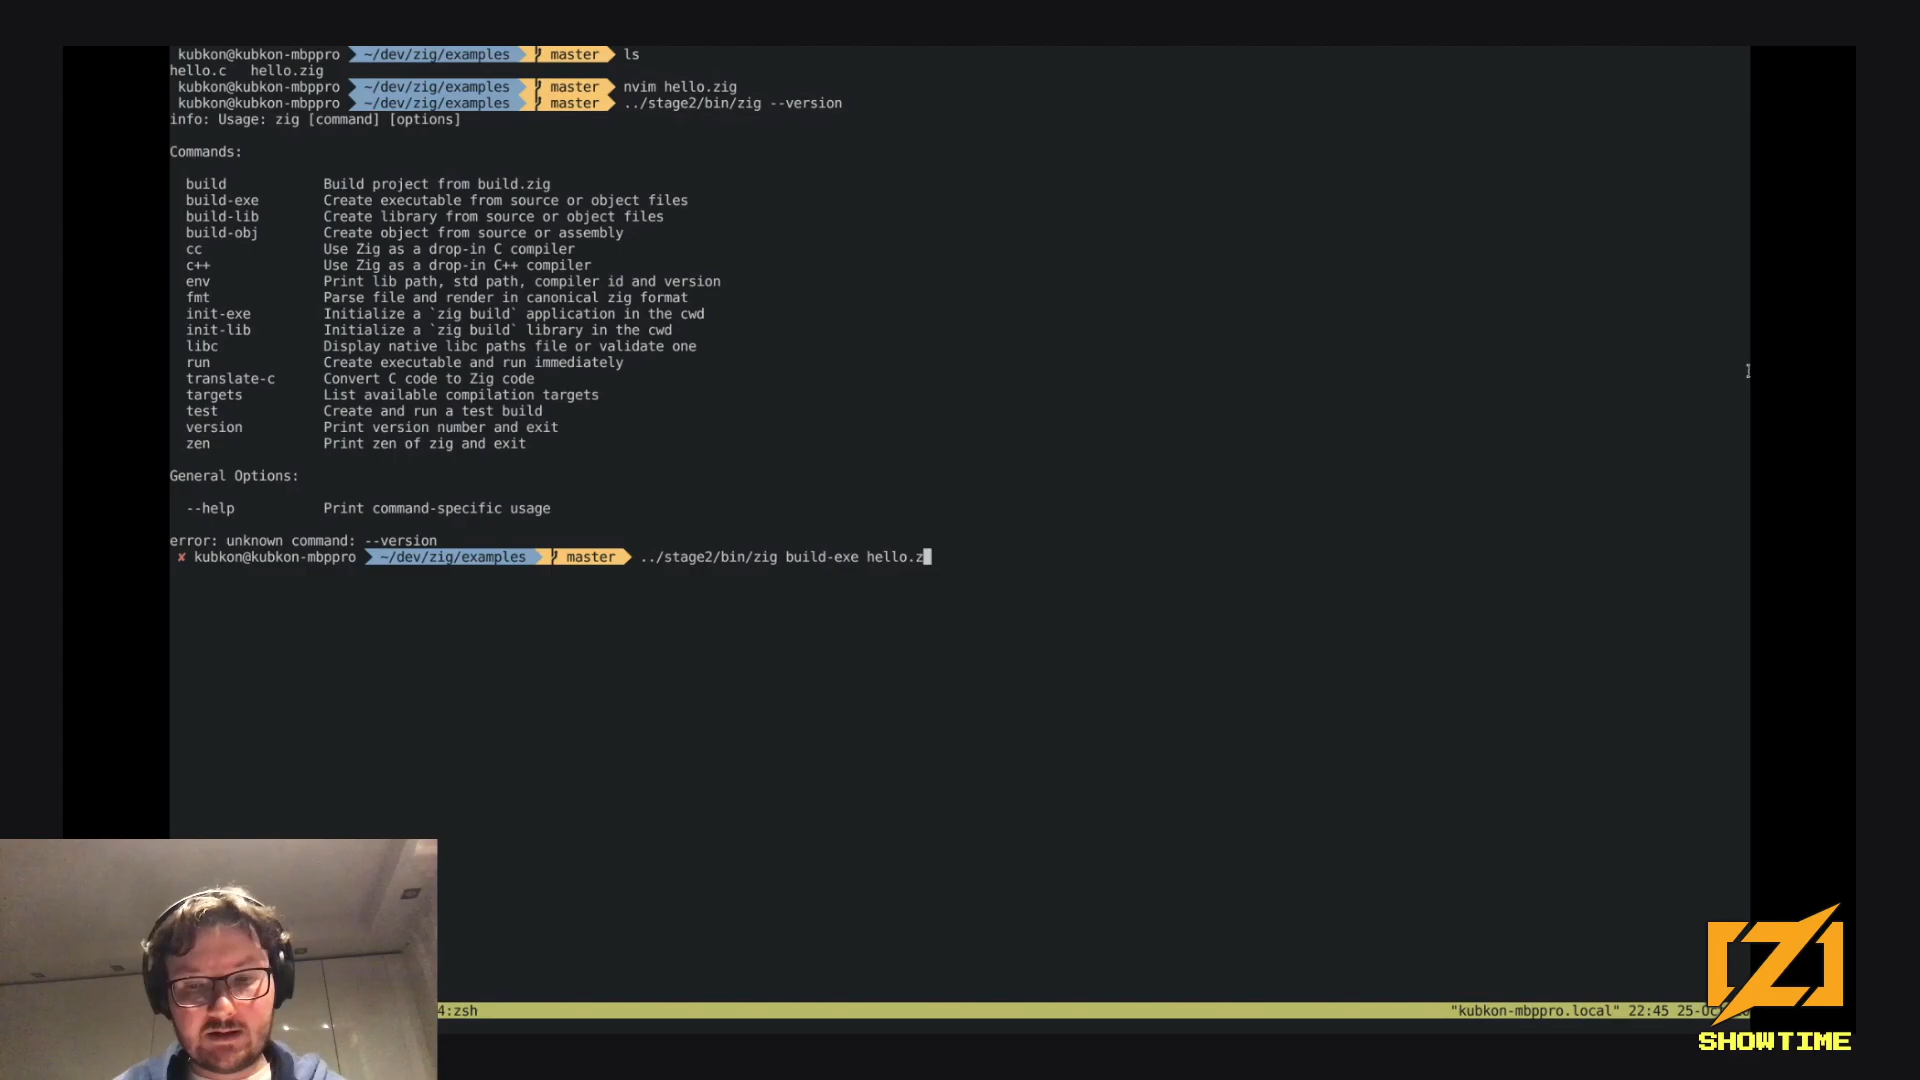 kubkon@kubkon-mbppro ~/dev/zig/examples master ls
hello.c hello.zig
kubkon@kubkon-mbppro ~/dev/zig/examples master nvim hello.zig
kubkon@kubkon-mbppro ~/dev/zig/examples master ../stage2/bin/zig --version
info: Usage: zig [command] [options]
Commands:
build Build project from build.zig
build-exe Create executable from source or object files
build-lib Create library from source or object files
build-obj Create object from source or assembly
cc Use Zig as a drop-in C compiler
c++ Use Zig as a drop-in C++ compiler
env Print lib path, std path, compiler id and version
fmt Parse file and render in canonical zig format
init-exe Initialize a `zig build` application in the cwd
init-lib Initialize a `zig build` library in the cwd
libc Display native libc paths file or validate one
run Create executable and run immediately
translate-c Convert C code to Zig code
targets List available compilation targets
test Create and run a test build
version Print version number and exit
zen Print zen of zig and exit
General Options:
--help Print command-specific usage
error: unknown command: --version
✘ kubkon@kubkon-mbppro ~/dev/zig/examples master ../stage2/bin/zig build-exe hello.z
4:zsh "kubkon-mbppro.local" 22:45
SHOWTIME